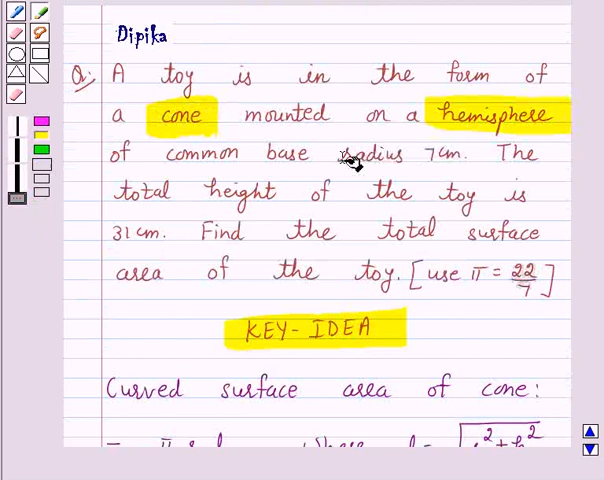 Dipika
Q:) A toy is in the form of
a cone mounted on a hemisphere
of common base radius 7cm. The
total height of the toy is
31 cm. Find the total surface
area of the toy. [use π = 22/7]
KEY-IDEA
Curved surface area of cone: